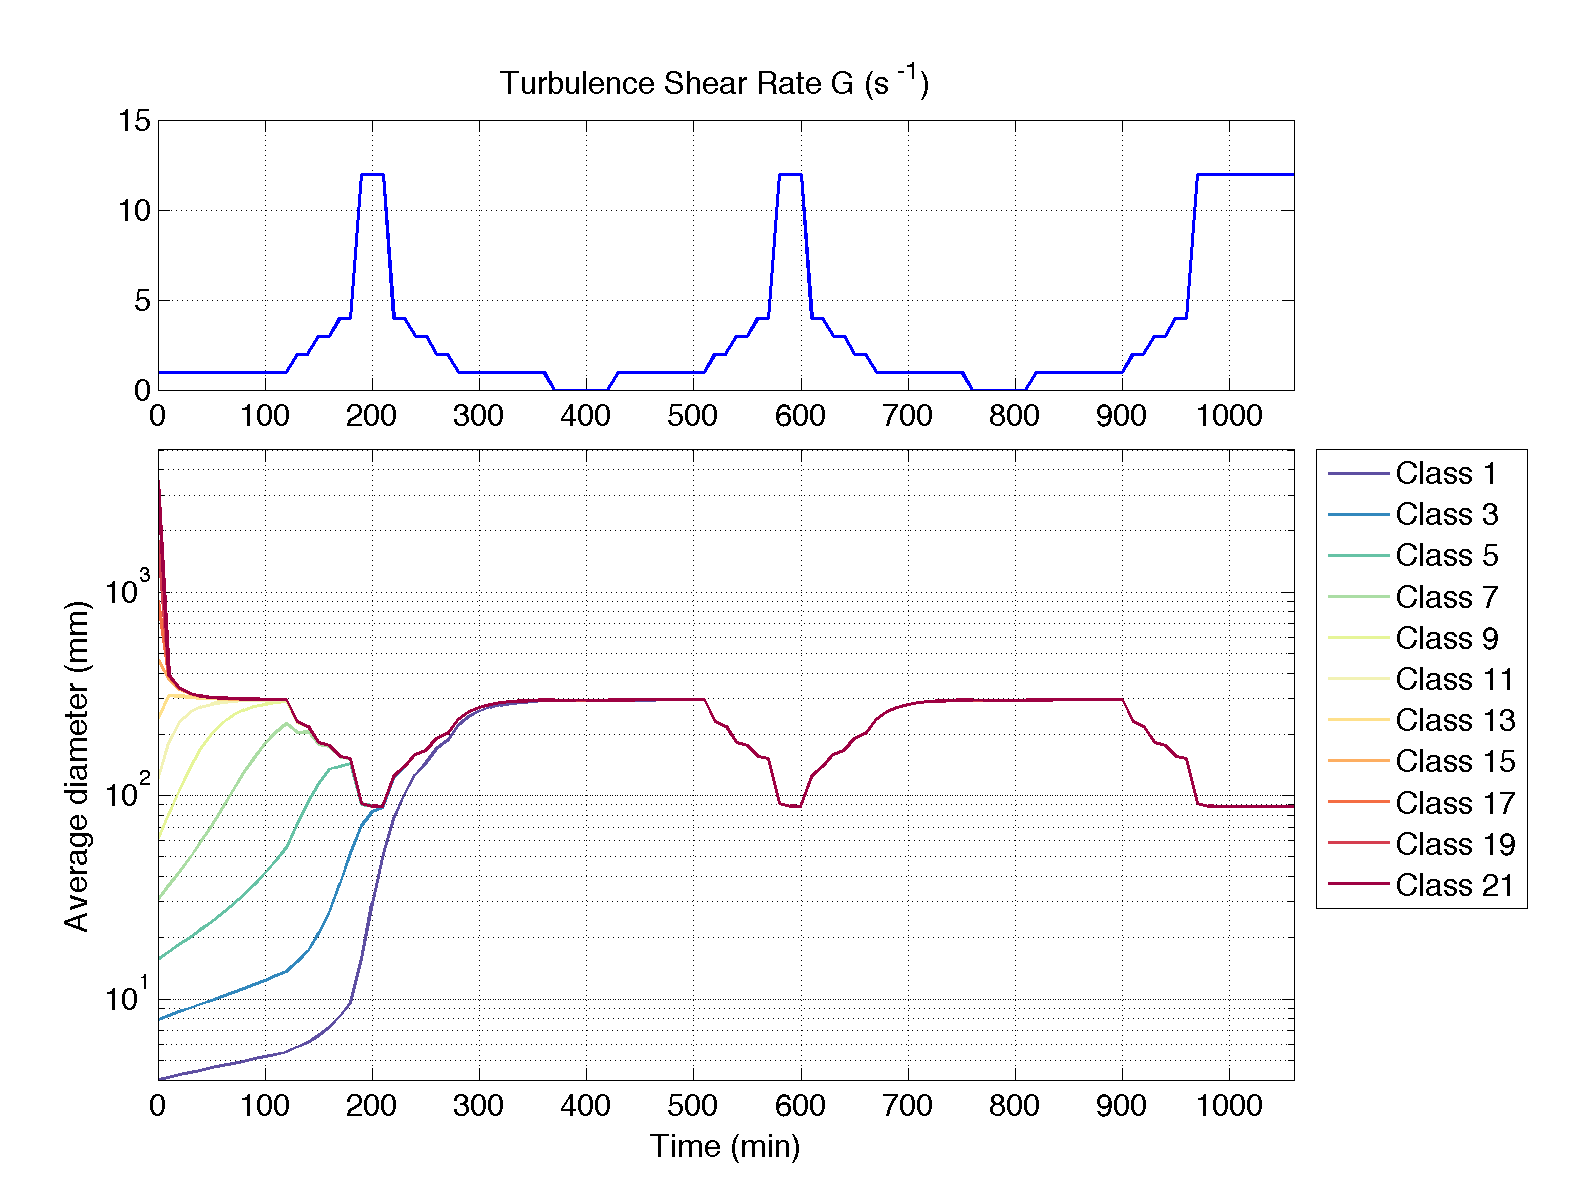 Turbulence Shear Rate G (s⁻¹)
15
10
5
0
0 100 200 300 400 500 600 700 800 900 1000
Average diameter (mm)
10³
10²
10¹
0 100 200 300 400 500 600 700 800 900 1000
Time (min)
Class 1
Class 3
Class 5
Class 7
Class 9
Class 11
Class 13
Class 15
Class 17
Class 19
Class 21